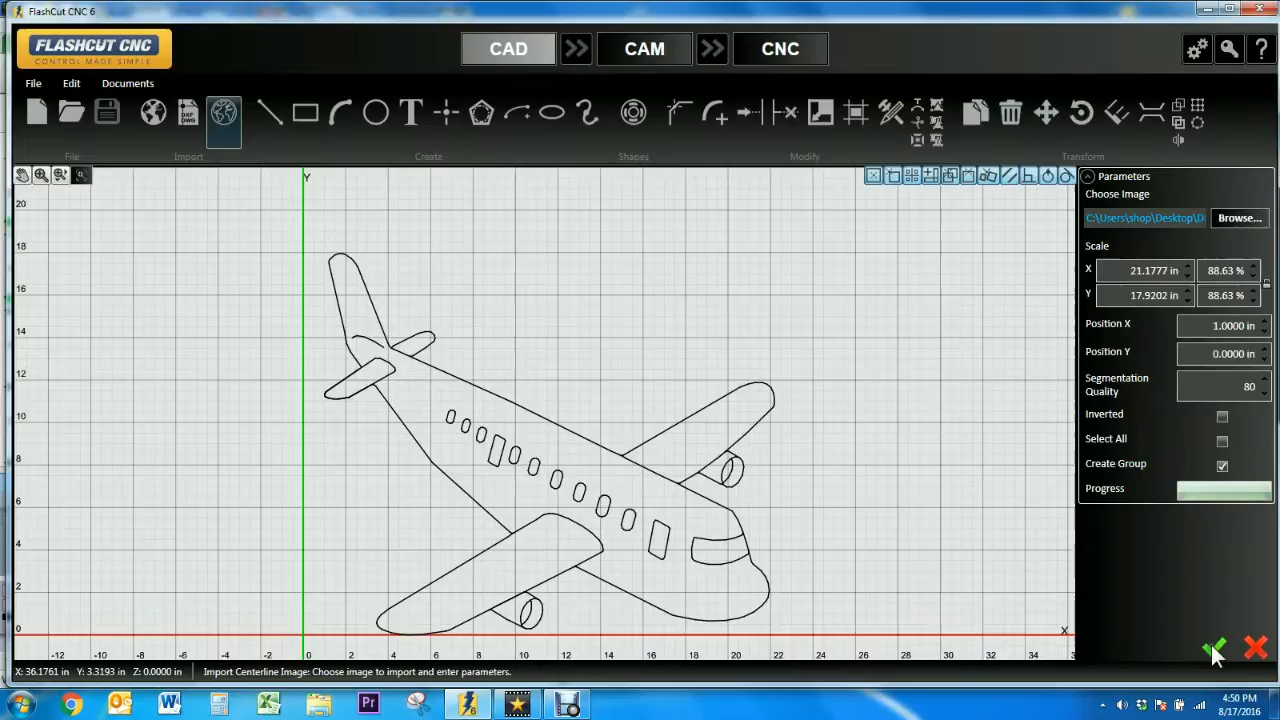 FlashCut CNC 6
FLASHCUT CNC
CONTROL MADE SIMPLE
CAD
CAM
CNC
File Edit Documents
DXF
DWG
T
File Import Create Shapes Modify Transform
Parameters
Choose Image
C:\Users\shop\Desktop\D Browse...
Scale
X 21.1777 in 88.63 %
Y 17.9202 in 88.63 %
Position X 1.0000 in
Position Y 0.0000 in
Segmentation
Quality 80
Inverted
Select All
Create Group
Progress
Y
20
18
16
14
12
10
8
6
4
2
0
X
-12 -10 -8 -6 -4 -2 0 2 4 6 8 10 12 14 16 18 20 22 24 26 28 30 32 34
X: 36.1761 in Y: 3.3193 in Z: 0.0000 in Import Centerline Image: Choose image to import and enter parameters.
W
Pr
6
4:50 PM
8/17/2016